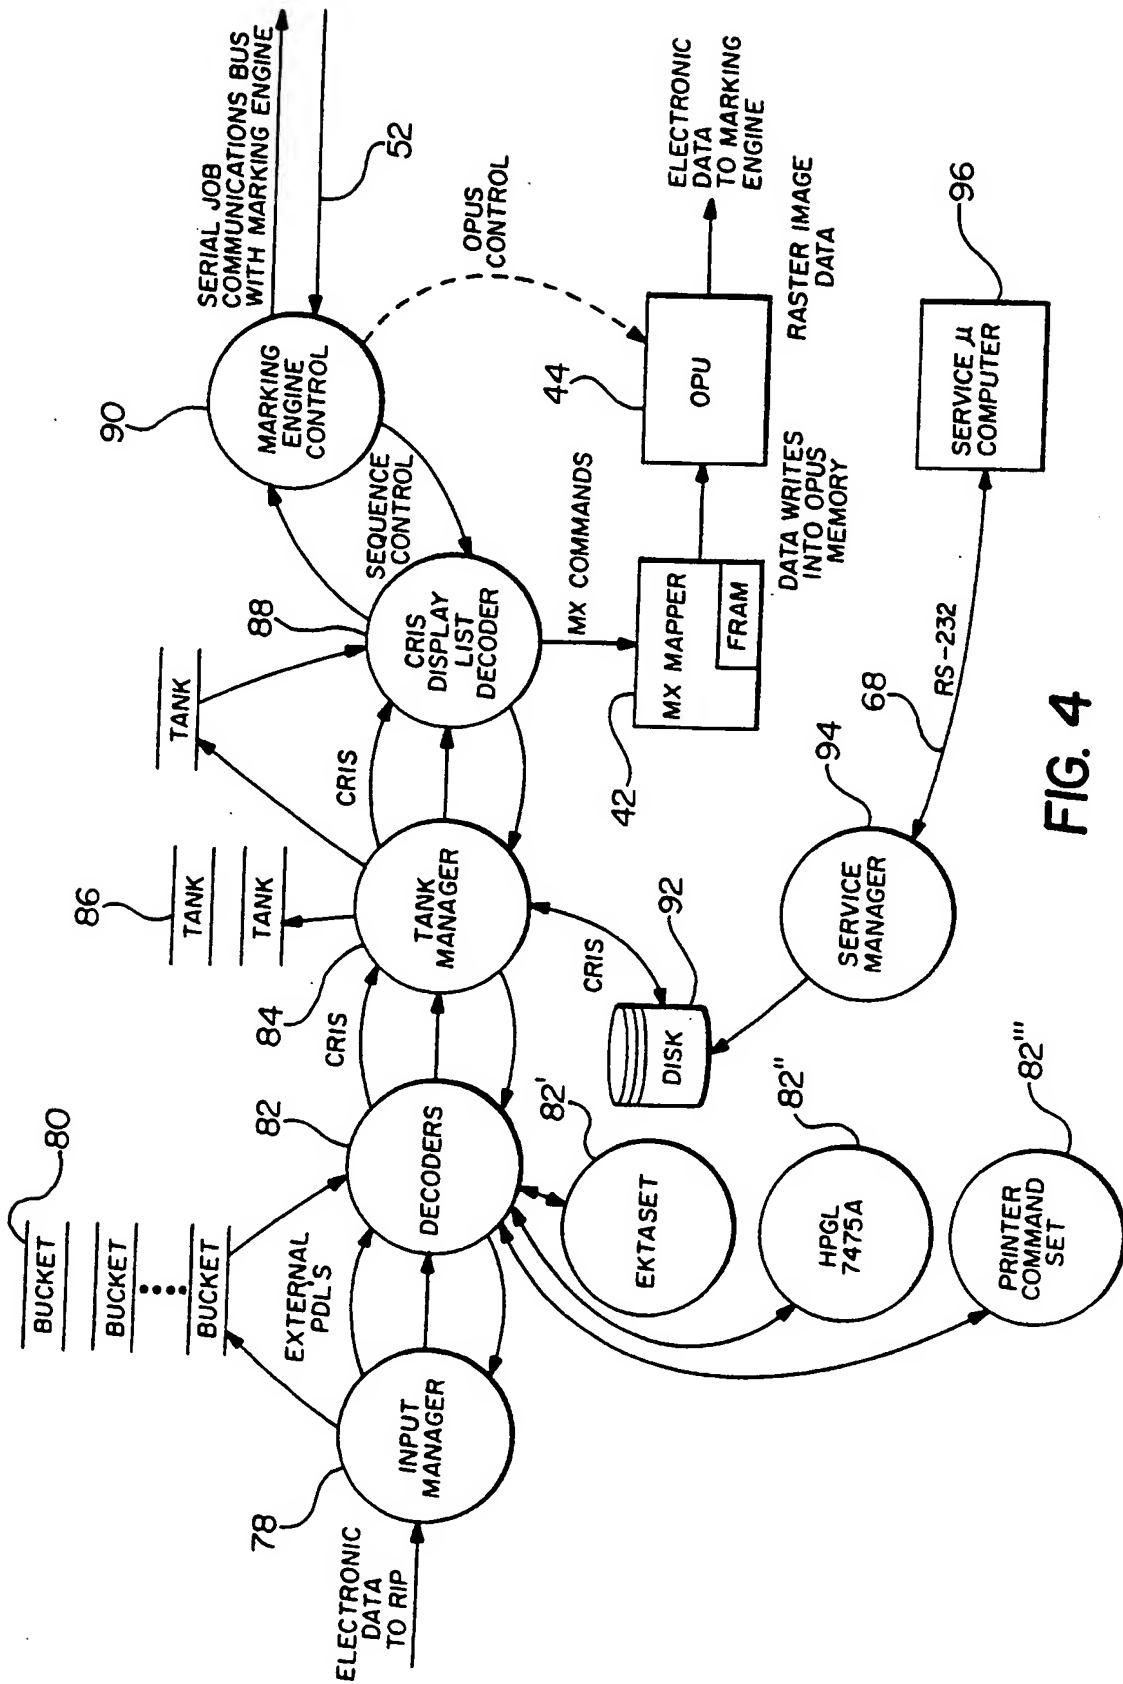 SERIAL JOB
COMMUNICATIONS BUS
WITH MARKING ENGINE
52
90
MARKING
ENGINE
CONTROL
OPUS
CONTROL
ELECTRONIC
DATA
TO MARKING
ENGINE
RASTER IMAGE
DATA
44
OPU
SEQUENCE
CONTROL
88
CRIS
DISPLAY
LIST
DECODER
MX COMMANDS
MX MAPPER
FRAM
42
DATA WRITES
INTO OPUS
MEMORY
96
SERVICE μ
COMPUTER
RS-232
68
94
SERVICE
MANAGER
TANK
86
TANK
TANK
CRIS
TANK
MANAGER
84
CRIS
CRIS
92
DISK
80
BUCKET
BUCKET
BUCKET
82
DECODERS
EXTERNAL
PDLS
82'
EKTASET
82''
HPGL
7475A
82'''
PRINTER
COMMAND
SET
INPUT
MANAGER
78
ELECTRONIC
DATA
TO RIP
FIG. 4